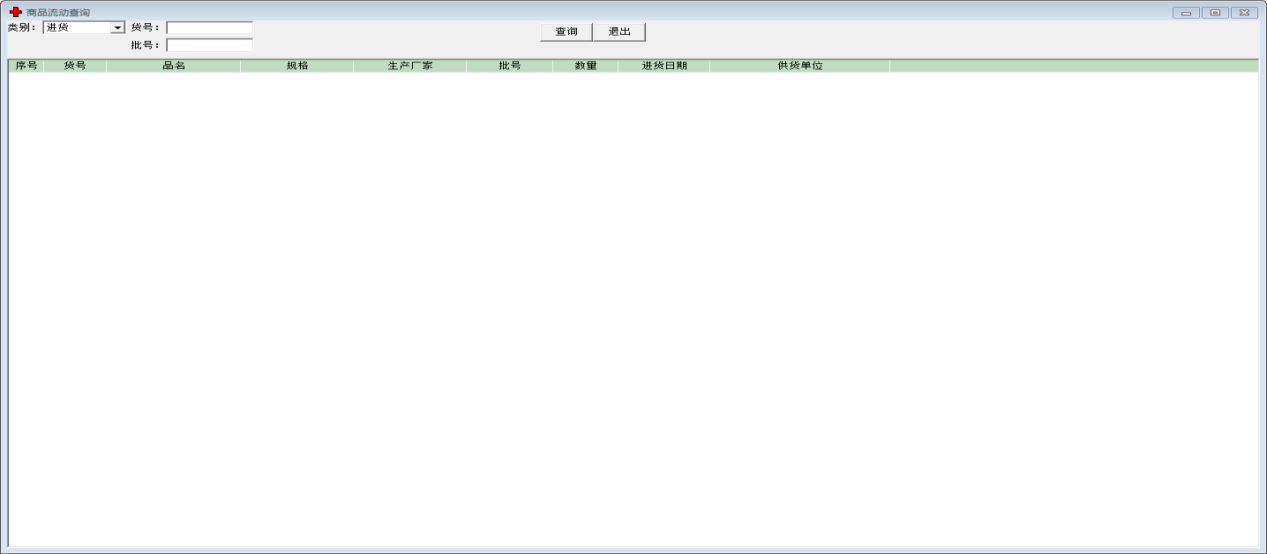 商品流动查询
类别： 进货 货号： 查询 退出
批号：
序号 货号 品名 规格 生产厂家 批号 数量 进货日期 供货单位